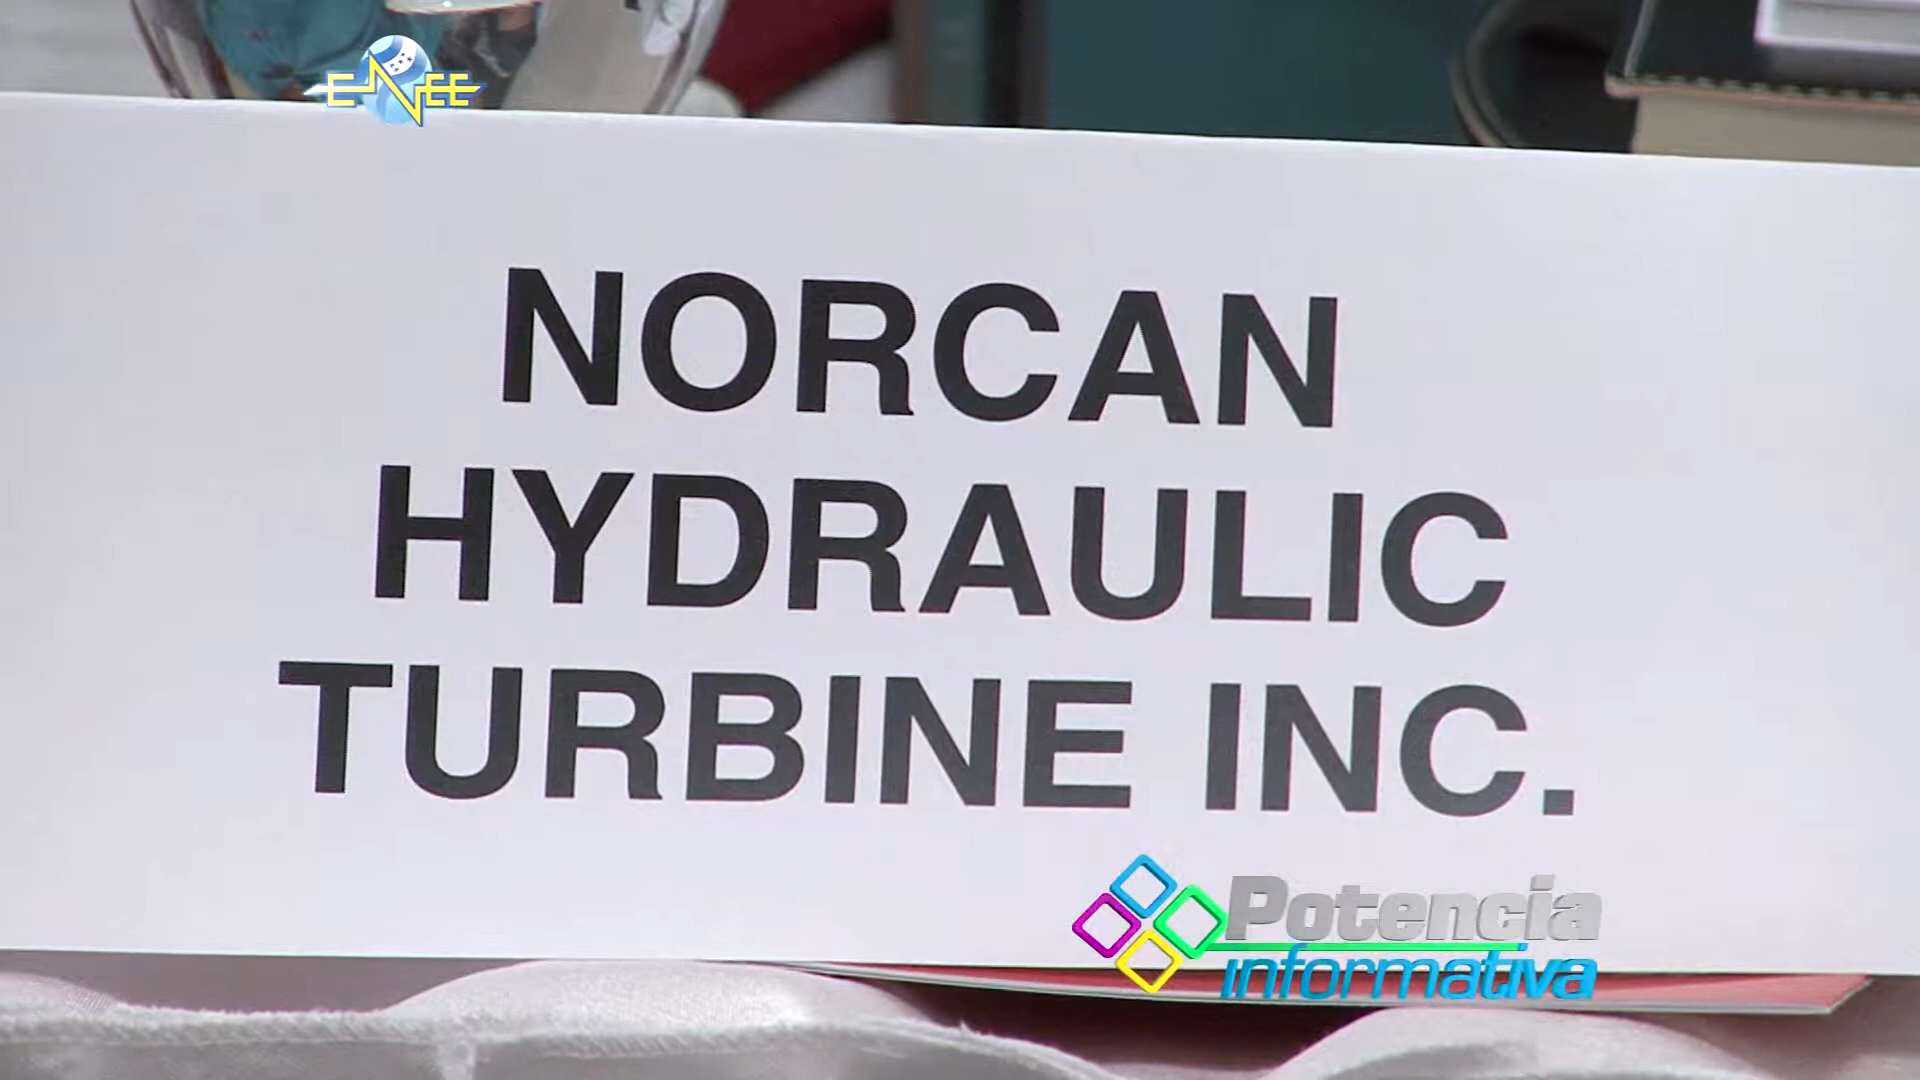 ENEE
NORCAN
HYDRAULIC
TURBINE INC.
Potencia
informativa